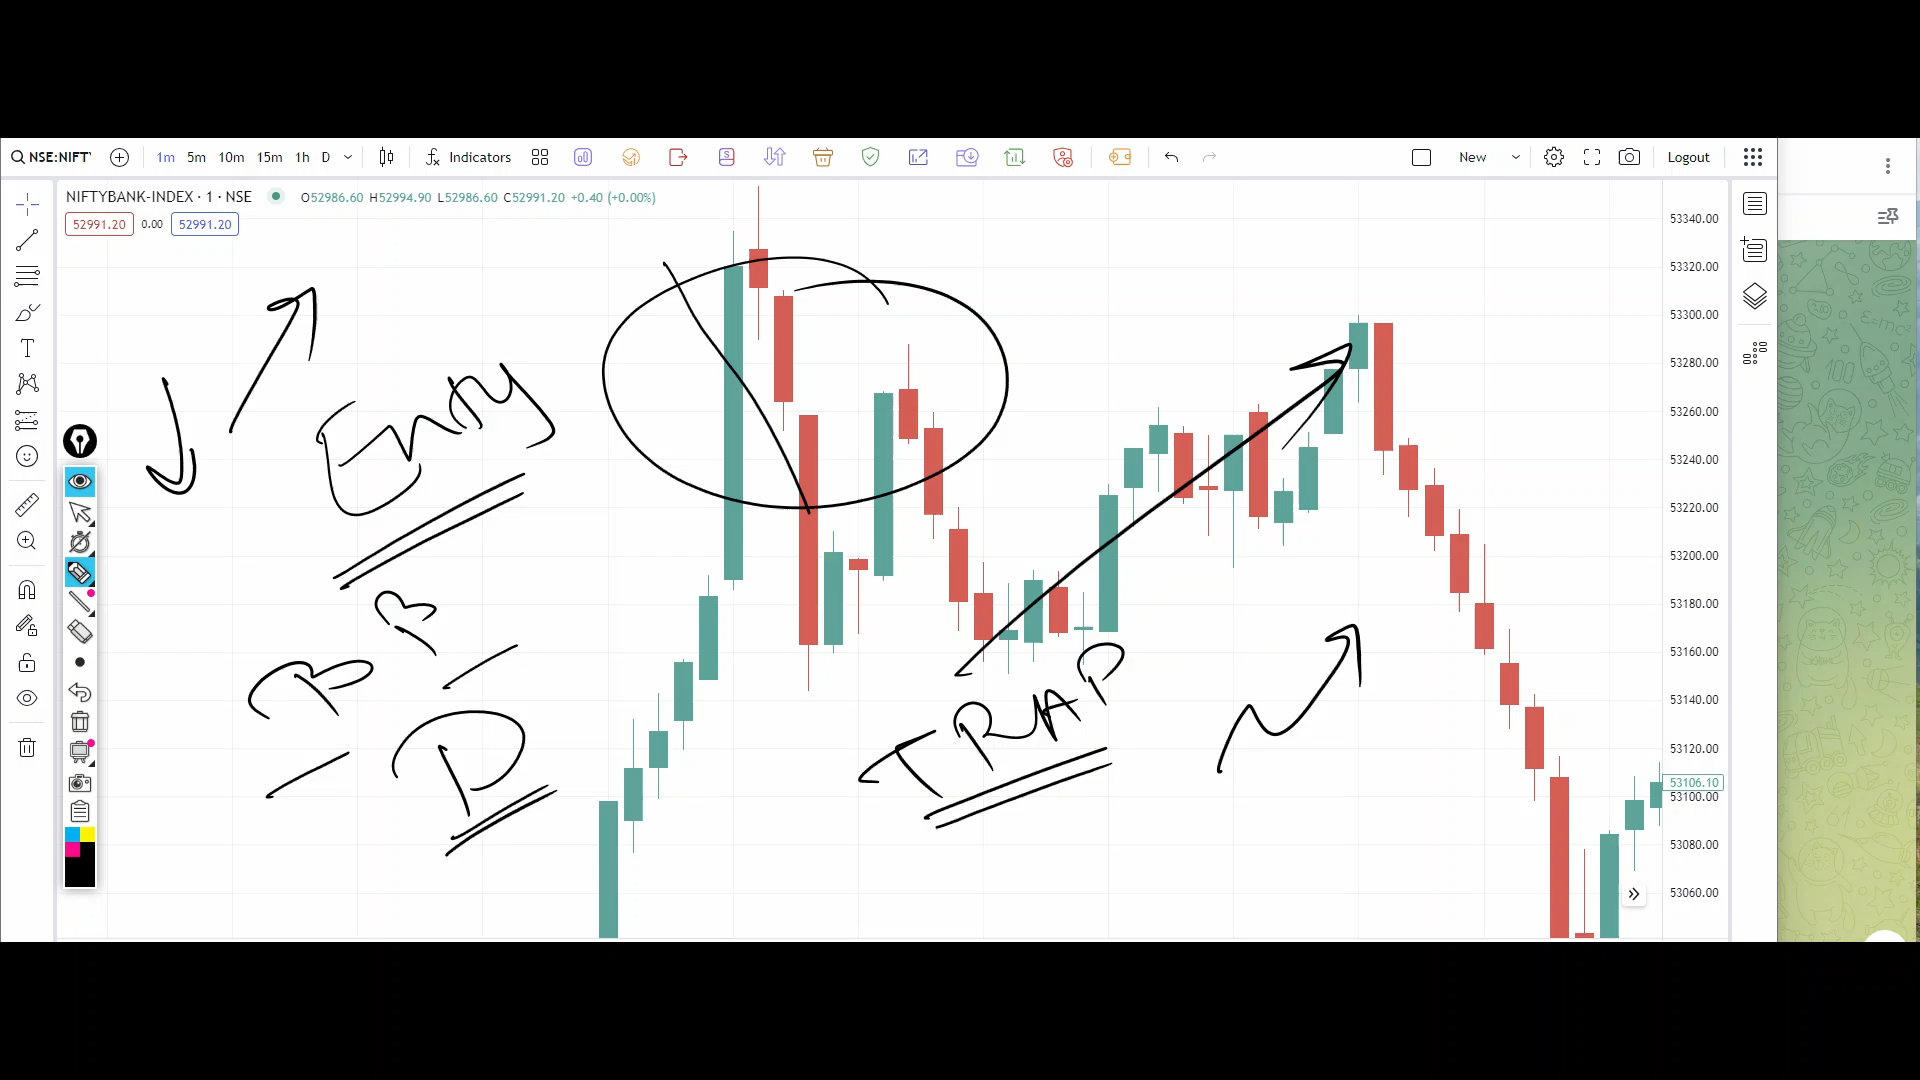 NSE:NIFTY
1m 5m 10m 15m 1h D
Indicators
New
Logout
NIFTYBANK-INDEX · 1 · NSE
O52986.60 H52994.90 L52986.60 C52991.20 +0.40 (+0.00%)
52991.20 0.00 52991.20
53340.00
53320.00
53300.00
53280.00
53260.00
53240.00
53220.00
53200.00
53180.00
53160.00
53140.00
53120.00
53106.10
53100.00
53080.00
53060.00
Entry
D
TRAP